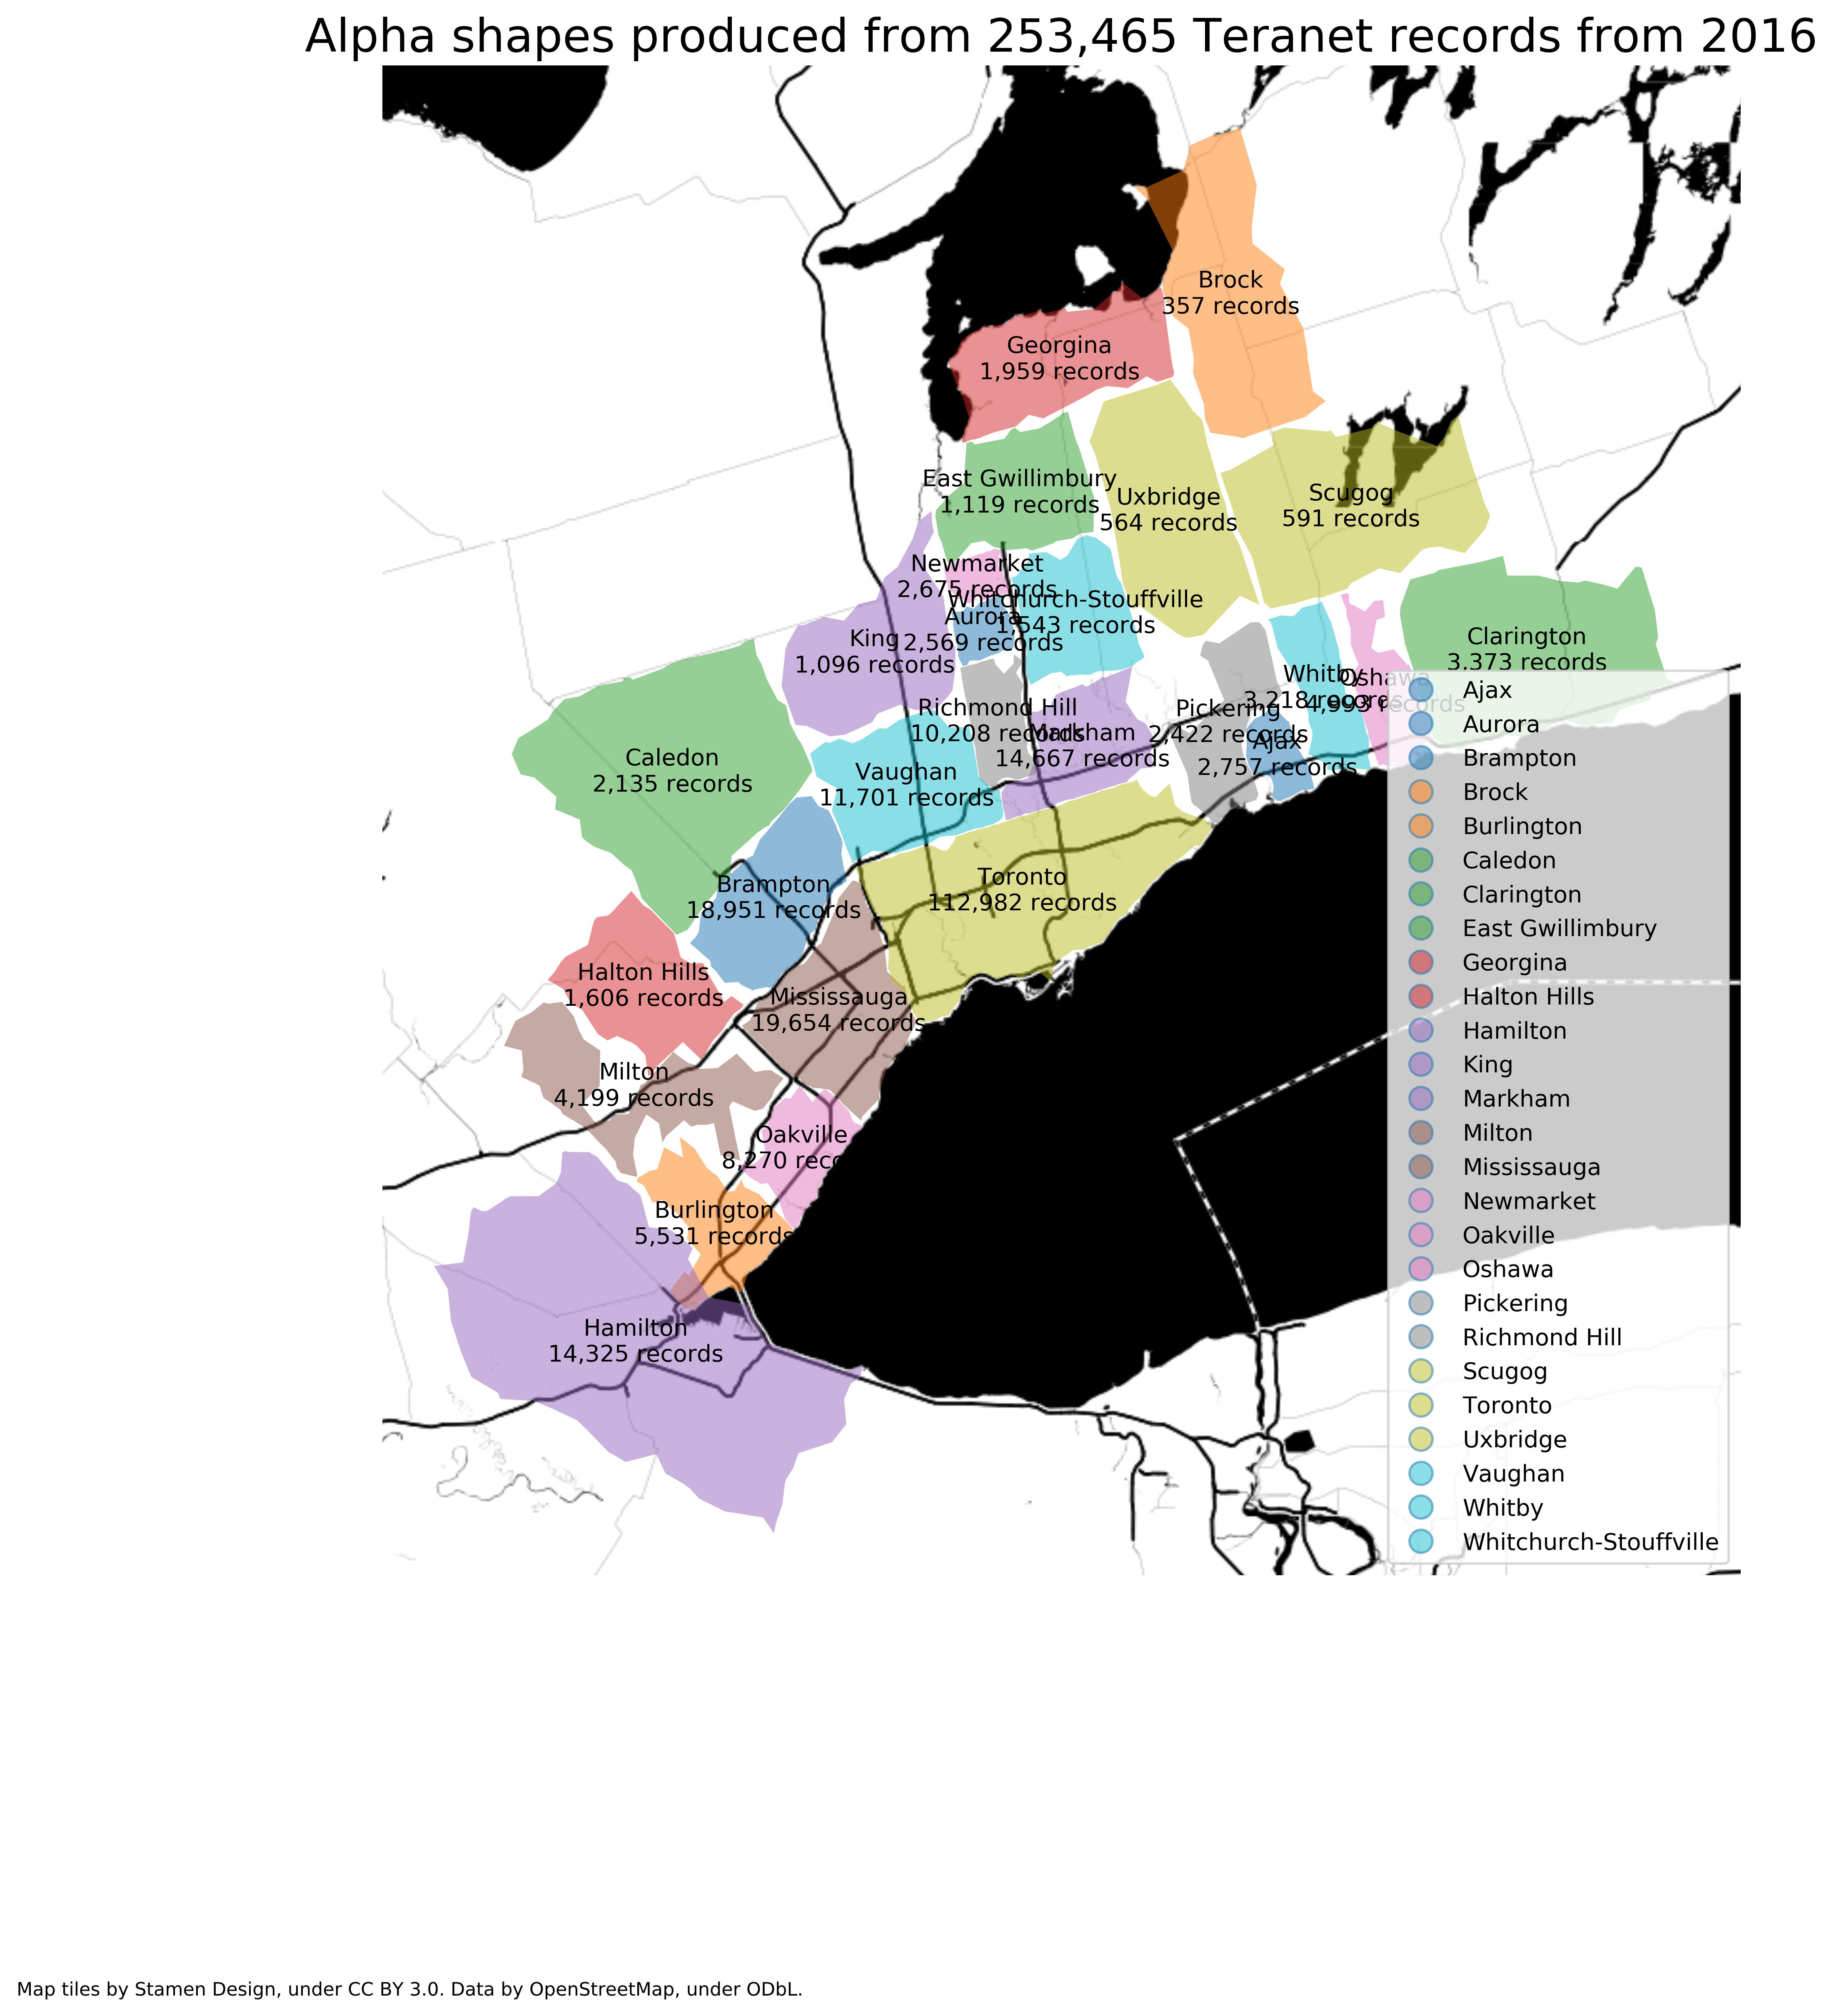 Alpha shapes produced from 253,465 Teranet records from 2016
Brock
357 records
Georgina
1,959 records
East Gwillimbury
1,119 records
Uxbridge
564 records
Scugog
591 records
Newmarket
2,675 records
Whitchurch-Stouffville
1,543 records
Aurora
2,569 records
King
1,096 records
Clarington
3,373 records
Whitby
3,218 records
Oshawa
4,993 records
Richmond Hill
10,208 records
Markham
14,667 records
Pickering
2,422 records
Ajax
2,757 records
Caledon
2,135 records
Vaughan
11,701 records
Brampton
18,951 records
Toronto
112,982 records
Halton Hills
1,606 records
Mississauga
19,654 records
Milton
4,199 records
Oakville
8,270 reco
Burlington
5,531 records
Hamilton
14,325 records
Ajax
Aurora
Brampton
Brock
Burlington
Caledon
Clarington
East Gwillimbury
Georgina
Halton Hills
Hamilton
King
Markham
Milton
Mississauga
Newmarket
Oakville
Oshawa
Pickering
Richmond Hill
Scugog
Toronto
Uxbridge
Vaughan
Whitby
Whitchurch-Stouffville
Map tiles by Stamen Design, under CC BY 3.0. Data by OpenStreetMap, under ODbL.